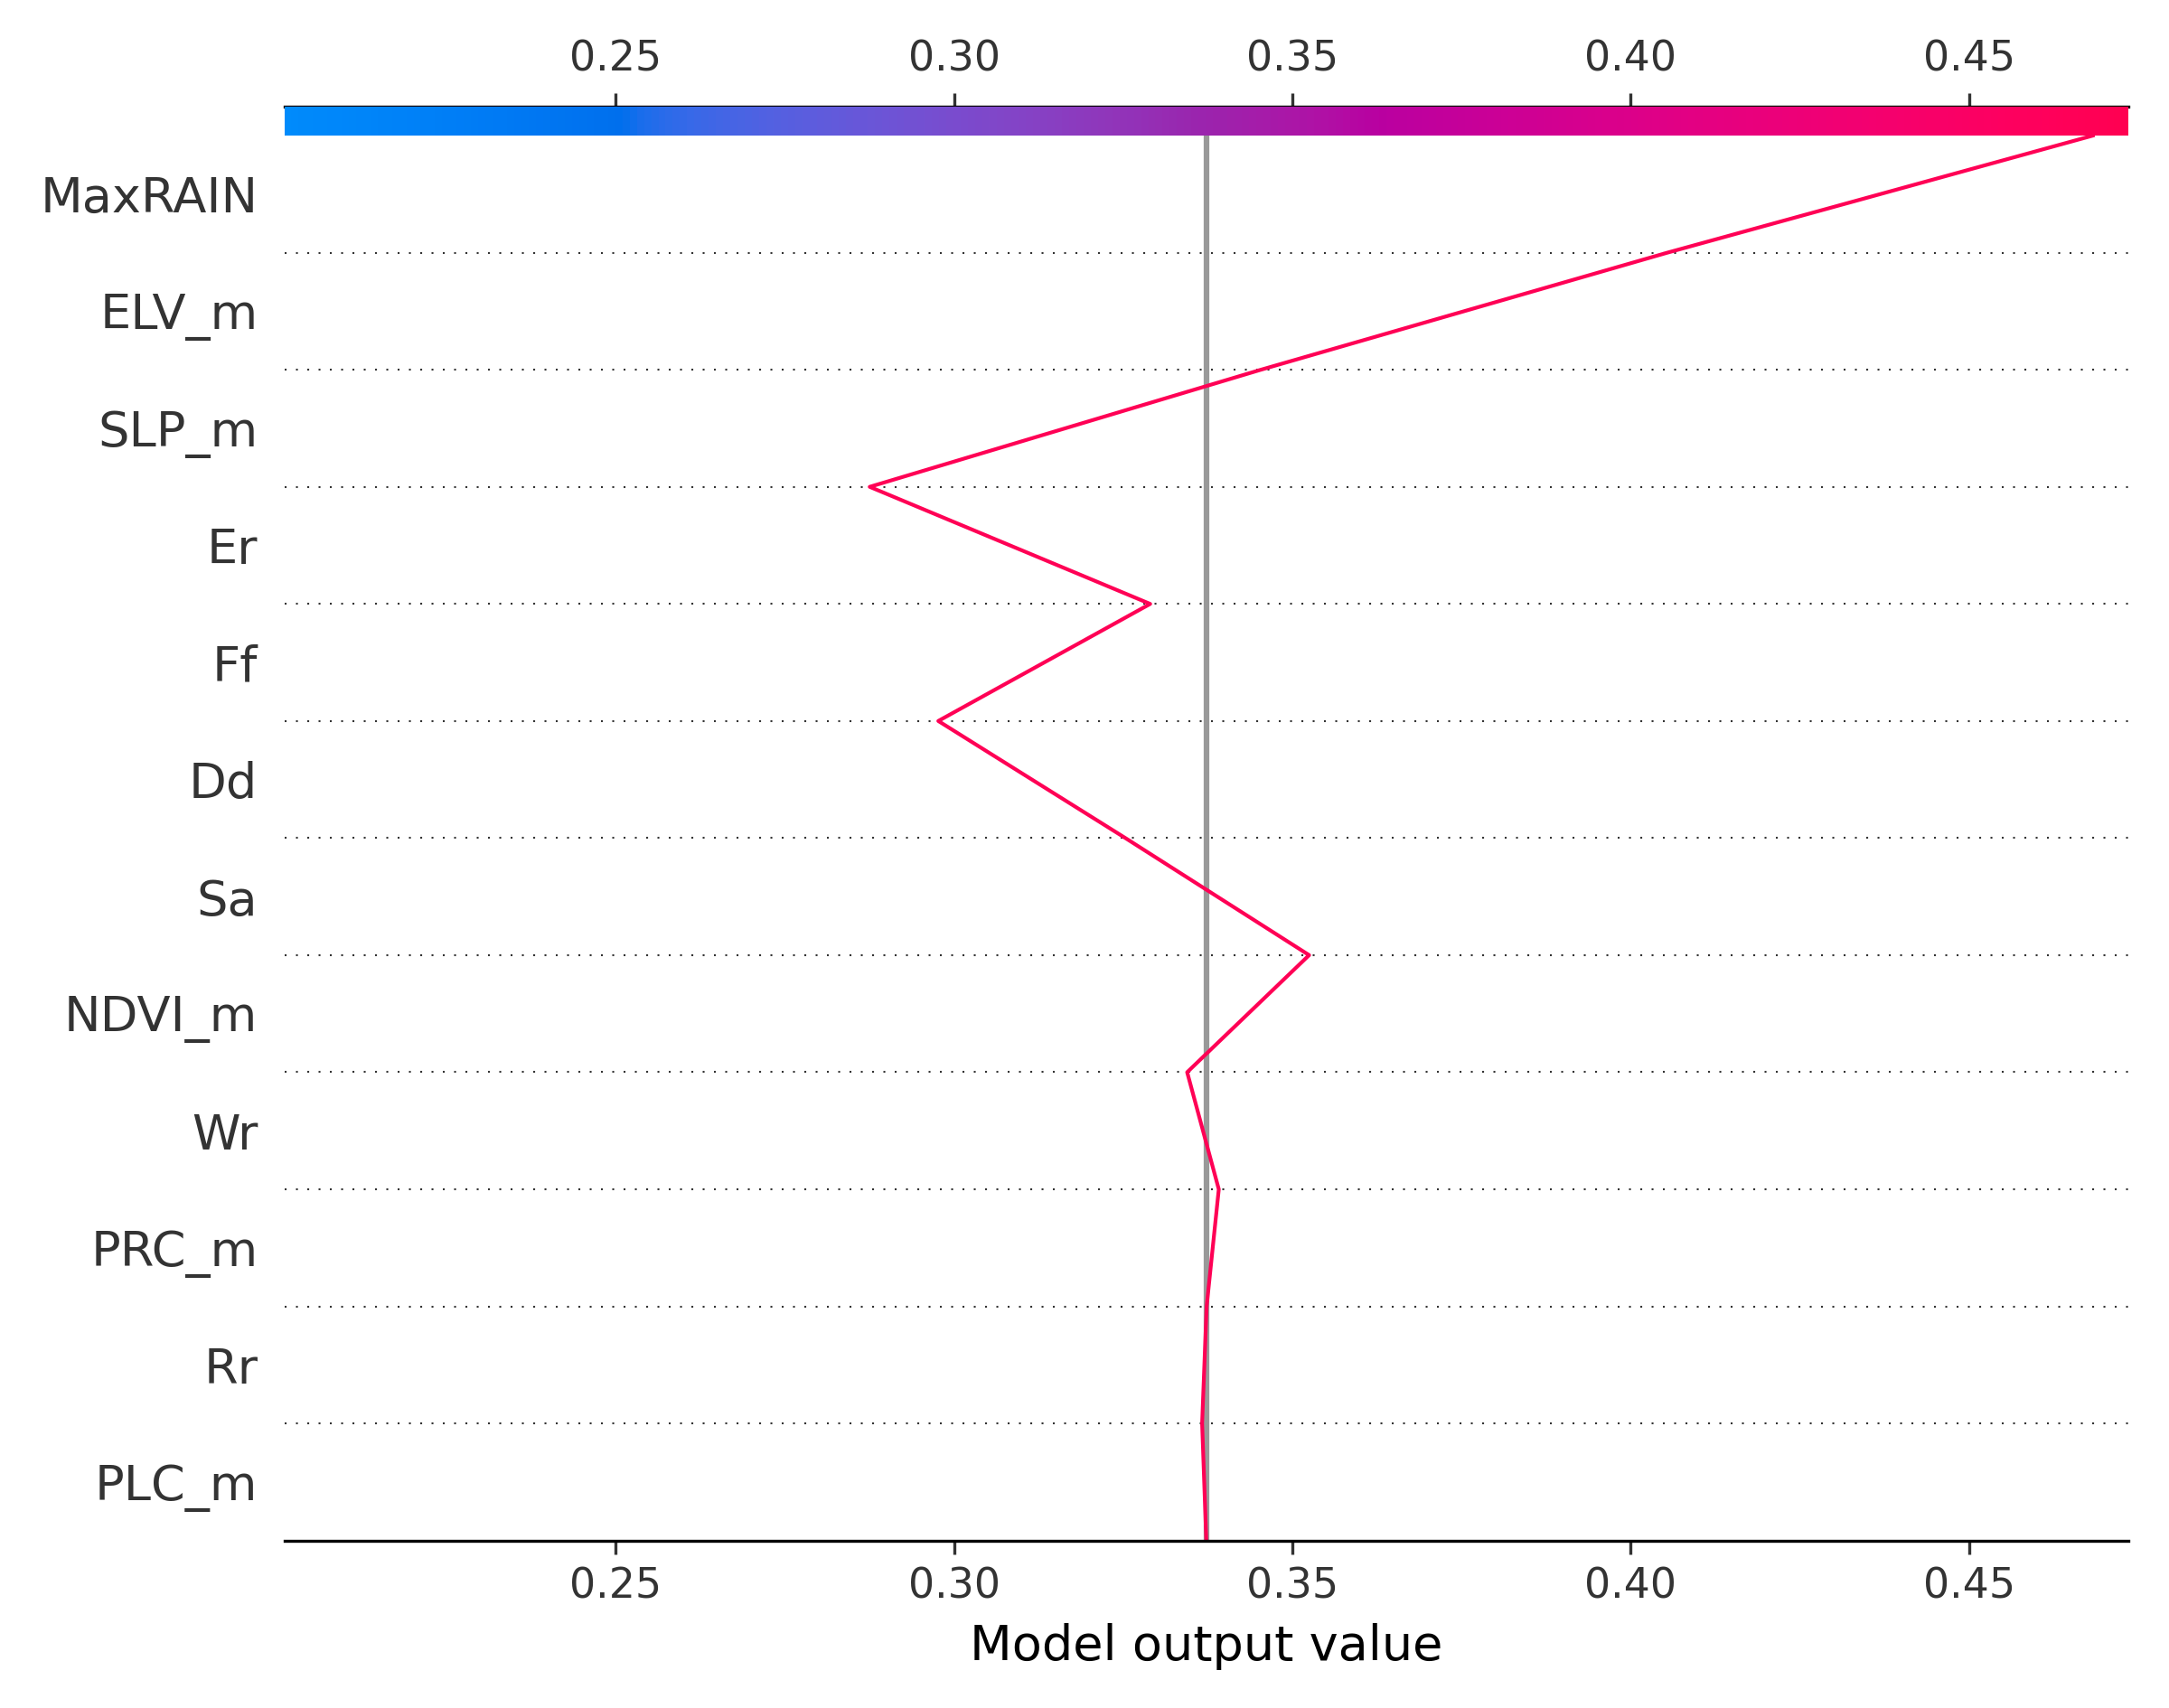 0.25 0.30 0.35 0.40 0.45
MaxRAIN
ELV_m
SLP_m
Er
Ff
Dd
Sa
NDVI_m
Wr
PRC_m
Rr
PLC_m
0.25 0.30 0.35 0.40 0.45
Model output value